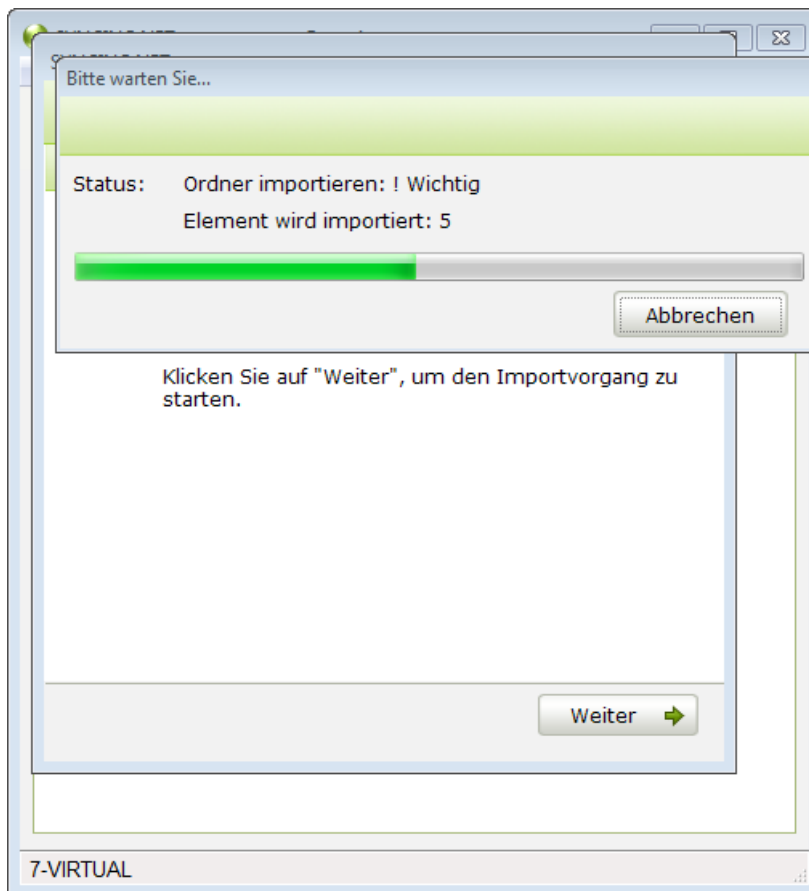 Bitte warten Sie...
Status: Ordner importieren: ! Wichtig
Element wird importiert: 5
Abbrechen
Klicken Sie auf "Weiter", um den Importvorgang zu
starten.
Weiter
7-VIRTUAL